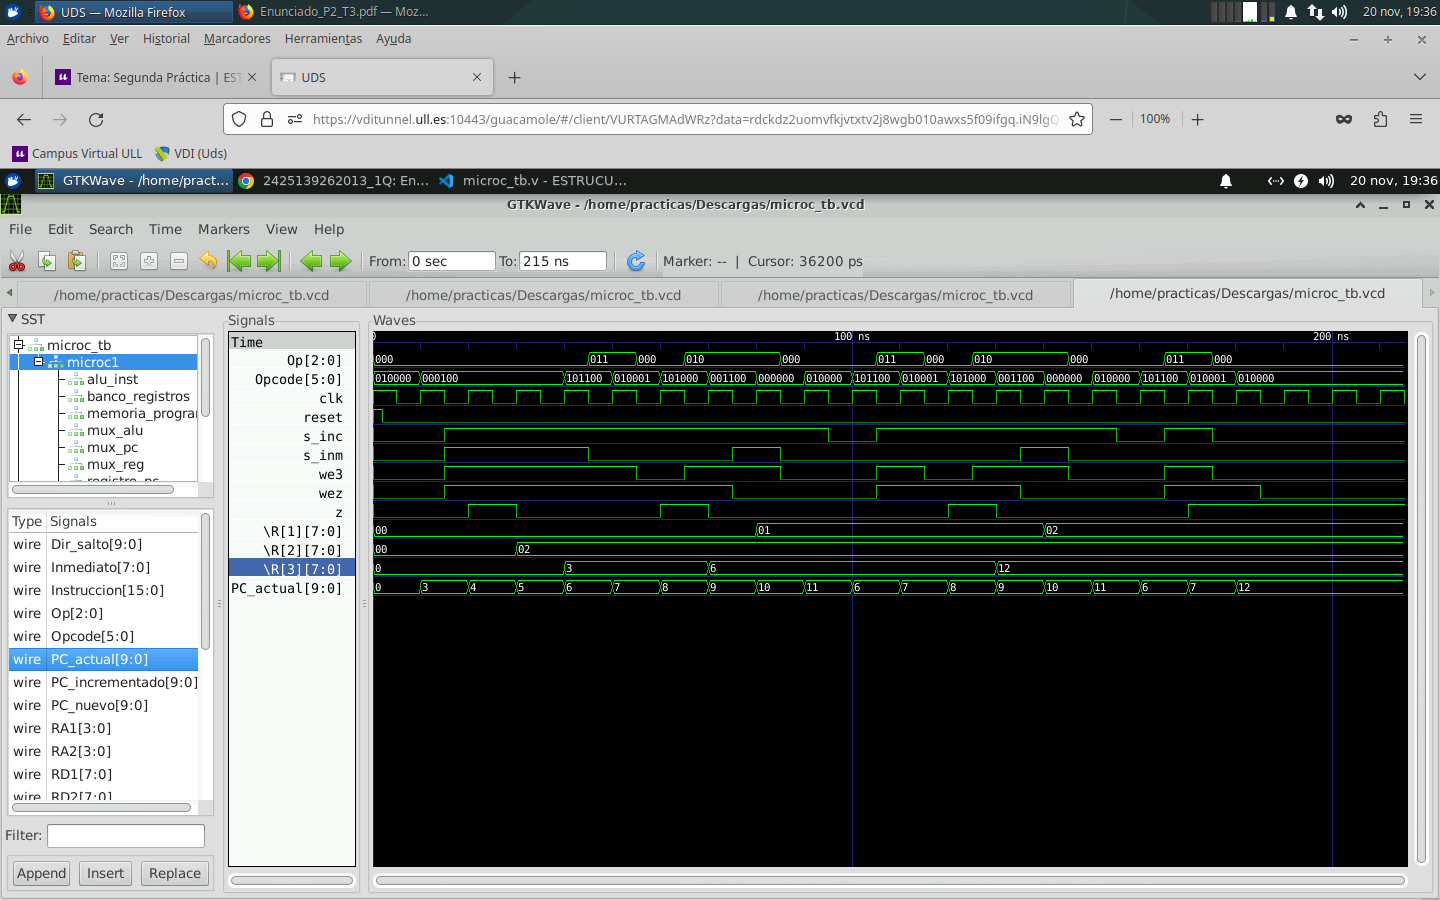 UDS — Mozilla Firefox
Enunciado_P2_T3.pdf — Moz...
20 nov, 19:36
Archivo Editar Ver Historial Marcadores Herramientas Ayuda
Tema: Segunda Práctica | EST
UDS
https://vditunnel.ull.es:10443/guacamole/#/client/VURTAGMAdWRz?data=rdckdz2uomvfkjvtxtv2j8wgb010awxs5f09ifgq.iN9lgQ
100%
Campus Virtual ULL
VDI (Uds)
GTKWave - /home/pract...
2425139262013_1Q: En...
microc_tb.v - ESTRUCU...
20 nov, 19:36
GTKWave - /home/practicas/Descargas/microc_tb.vcd
File Edit Search Time Markers View Help
From: 0 sec To: 215 ns Marker: -- | Cursor: 36200 ps
/home/practicas/Descargas/microc_tb.vcd
/home/practicas/Descargas/microc_tb.vcd
/home/practicas/Descargas/microc_tb.vcd
/home/practicas/Descargas/microc_tb.vcd
SST
microc_tb
microc1
alu_inst
banco_registros
memoria_progra
mux_alu
mux_pc
mux_reg
registro_pc
Type Signals
wire Dir_salto[9:0]
wire Inmediato[7:0]
wire Instruccion[15:0]
wire Op[2:0]
wire Opcode[5:0]
wire PC_actual[9:0]
wire PC_incrementado[9:0]
wire PC_nuevo[9:0]
wire RA1[3:0]
wire RA2[3:0]
wire RD1[7:0]
wire RD2[7:0]
Filter:
Append Insert Replace
Signals
Time
Op[2:0]
Opcode[5:0]
clk
reset
s_inc
s_inm
we3
wez
z
\R[1][7:0]
\R[2][7:0]
\R[3][7:0]
PC_actual[9:0]
Waves
0 100 ns 200 ns
000 011 000 010 000 011 000 010 000 011 000
010000 000100 101100 010001 101000 001100 000000 010000 101100 010001 101000 001100 000000 010000 101100 010001 010000
00 01 02
00 02
0 3 6 12
0 3 4 5 6 7 8 9 10 11 6 7 8 9 10 11 6 7 12